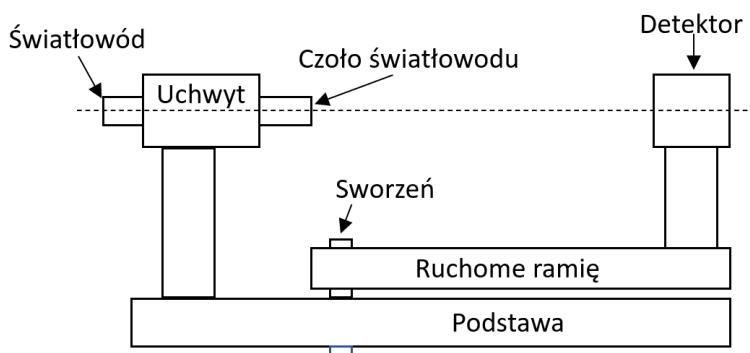 Detektor
Światłowód
Czoło światłowodu
Uchwyt
Sworzeń
Ruchome ramię
Podstawa